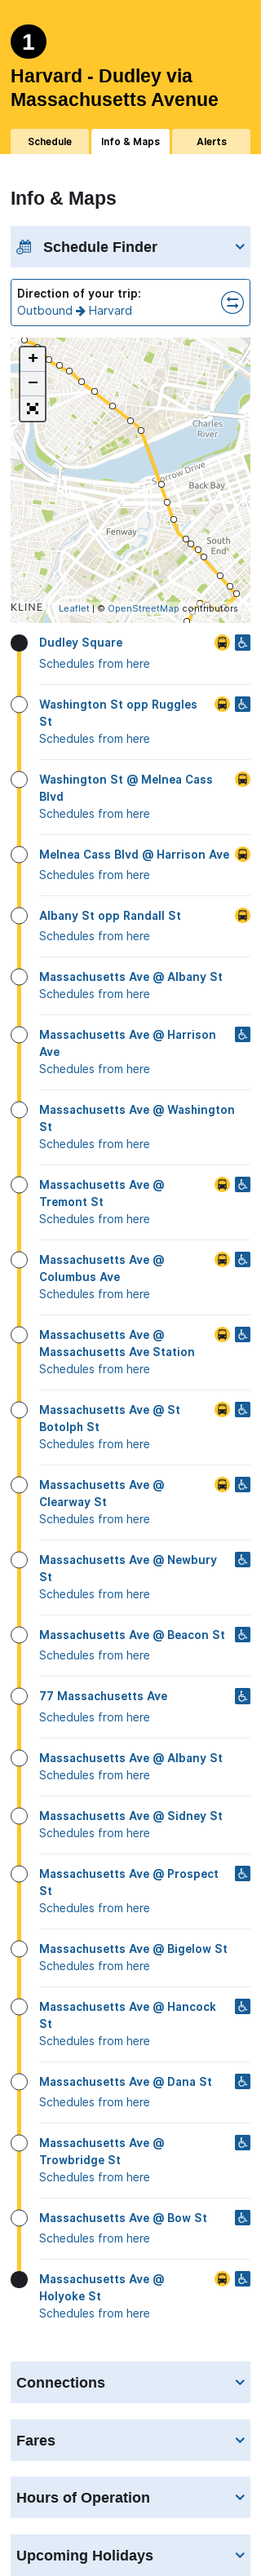 1
Harvard - Dudley via
Massachusetts Avenue
Schedule
Info & Maps
Alerts
Info & Maps
Schedule Finder
Direction of your trip:
Outbound → Harvard
+
−
Charles
River
Storrow Drive
Back Bay
Fenway
South
End
KLINE
Leaflet | © OpenStreetMap contributors
Dudley Square
Schedules from here
Washington St opp Ruggles
St
Schedules from here
Washington St @ Melnea Cass
Blvd
Schedules from here
Melnea Cass Blvd @ Harrison Ave
Schedules from here
Albany St opp Randall St
Schedules from here
Massachusetts Ave @ Albany St
Schedules from here
Massachusetts Ave @ Harrison
Ave
Schedules from here
Massachusetts Ave @ Washington
St
Schedules from here
Massachusetts Ave @
Tremont St
Schedules from here
Massachusetts Ave @
Columbus Ave
Schedules from here
Massachusetts Ave @
Massachusetts Ave Station
Schedules from here
Massachusetts Ave @ St
Botolph St
Schedules from here
Massachusetts Ave @
Clearway St
Schedules from here
Massachusetts Ave @ Newbury
St
Schedules from here
Massachusetts Ave @ Beacon St
Schedules from here
77 Massachusetts Ave
Schedules from here
Massachusetts Ave @ Albany St
Schedules from here
Massachusetts Ave @ Sidney St
Schedules from here
Massachusetts Ave @ Prospect
St
Schedules from here
Massachusetts Ave @ Bigelow St
Schedules from here
Massachusetts Ave @ Hancock
St
Schedules from here
Massachusetts Ave @ Dana St
Schedules from here
Massachusetts Ave @
Trowbridge St
Schedules from here
Massachusetts Ave @ Bow St
Schedules from here
Massachusetts Ave @
Holyoke St
Schedules from here
Connections
Fares
Hours of Operation
Upcoming Holidays